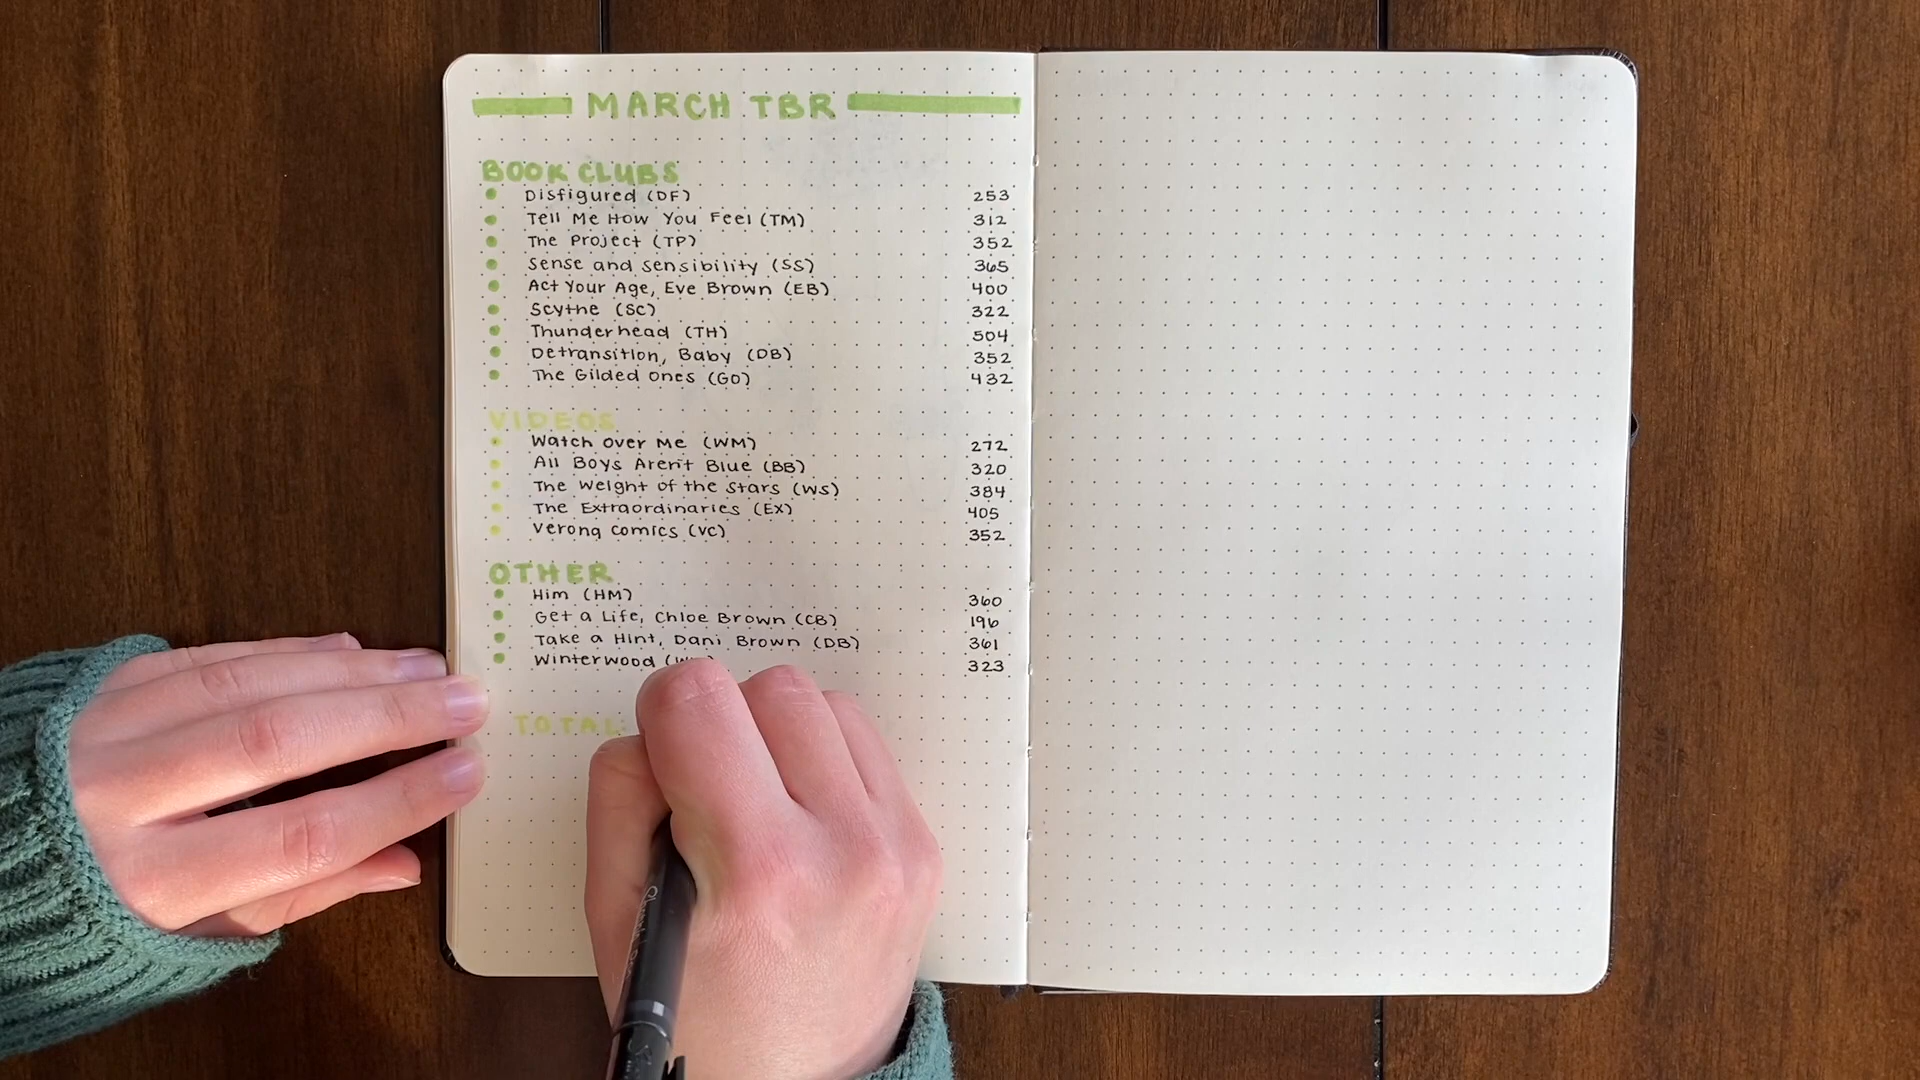 MARCH TBR
BOOK CLUBS
Disfigured (DF) 253
Tell Me How You Feel (TM) 312
The Project (TP) 352
Sense and Sensibility (SS) 365
Act Your Age, Eve Brown (EB) 400
Scythe (SC) 322
Thunderhead (TH) 504
Detransition, Baby (DB) 352
The Gilded Ones (GO) 432
VIDEOS
Watch Over Me (WM) 272
All Boys Aren't Blue (BB) 320
The Weight of the Stars (WS) 384
The Extraordinaries (EX) 405
Verona Comics (VC) 352
OTHER
Him (HM) 360
Get a Life, Chloe Brown (CB) 196
Take a Hint, Dani Brown (DB) 361
Winterwood 323
TOTAL: